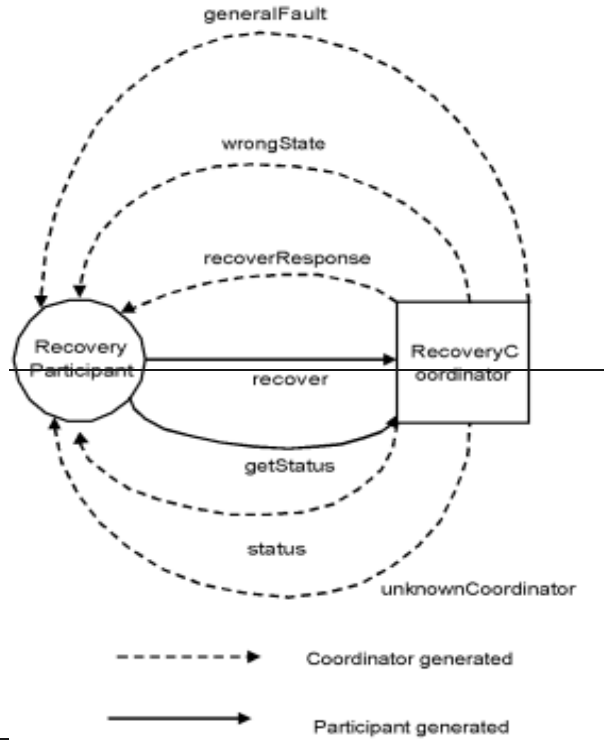 generalFault
wrongState
recoverResponse
Recovery
Participant
RecoveryC
oordinator
recover
getStatus
status
unknownCoordinator
Coordinator generated
Participant generated